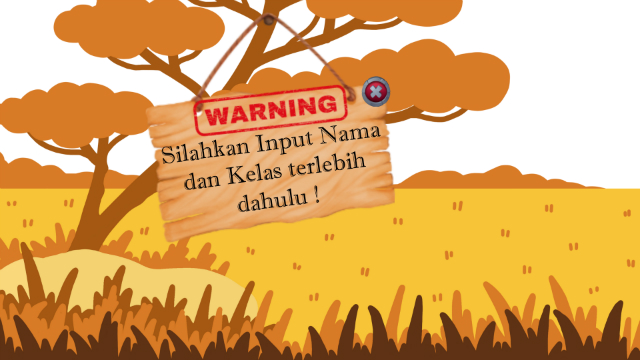 WARNING
Silahkan Input Nama
dan Kelas terlebih
dahulu !